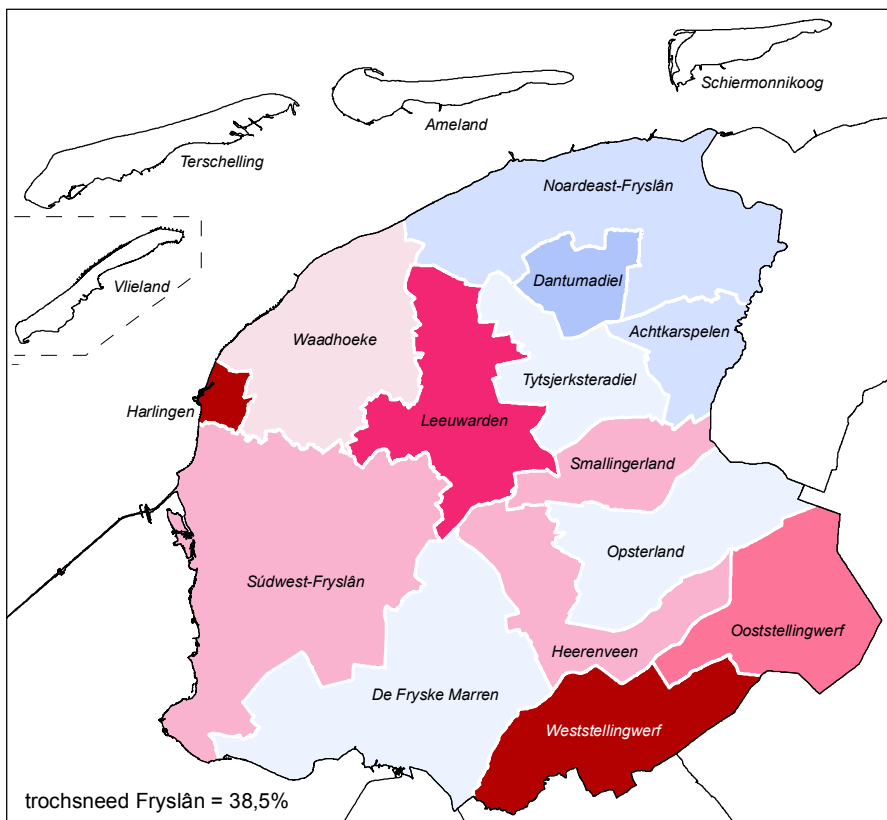 Schiermonnikoog
Ameland
Terschelling
Noardeast-Fryslân
Vlieland
Dantumadiel
Achtkarspelen
Waadhoeke
Tytsjerksteradiel
Harlingen
Leeuwarden
Smallingerland
Opsterland
Súdwest-Fryslân
Ooststellingwerf
Heerenveen
De Fryske Marren
Weststellingwerf
trochsneed Fryslân = 38,5%